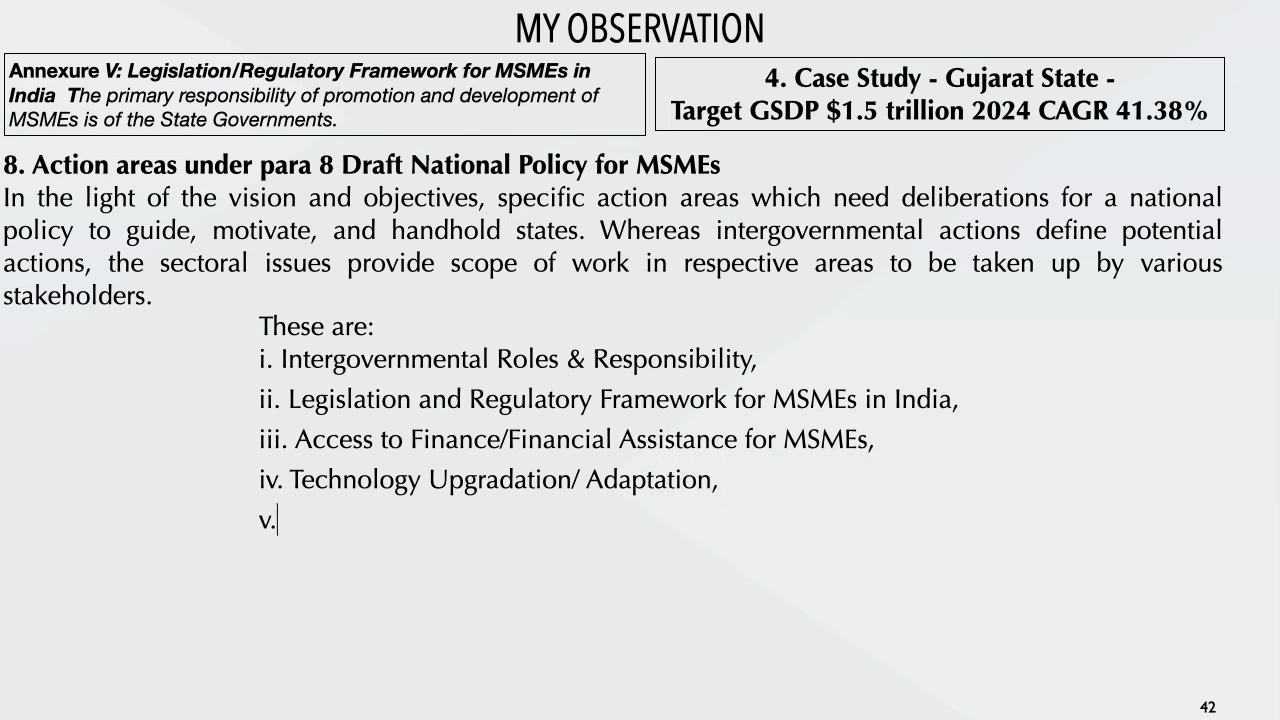 MY OBSERVATION
Annexure V: Legislation/Regulatory Framework for MSMEs in
India The primary responsibility of promotion and development of
MSMEs is of the State Governments.
4. Case Study - Gujarat State -
Target GSDP $1.5 trillion 2024 CAGR 41.38%
8. Action areas under para 8 Draft National Policy for MSMEs
In the light of the vision and objectives, specific action areas which need deliberations for a national
policy to guide, motivate, and handhold states. Whereas intergovernmental actions define potential
actions, the sectoral issues provide scope of work in respective areas to be taken up by various
stakeholders.
These are:
i. Intergovernmental Roles & Responsibility,
ii. Legislation and Regulatory Framework for MSMEs in India,
iii. Access to Finance/Financial Assistance for MSMEs,
iv. Technology Upgradation/ Adaptation,
v.
42